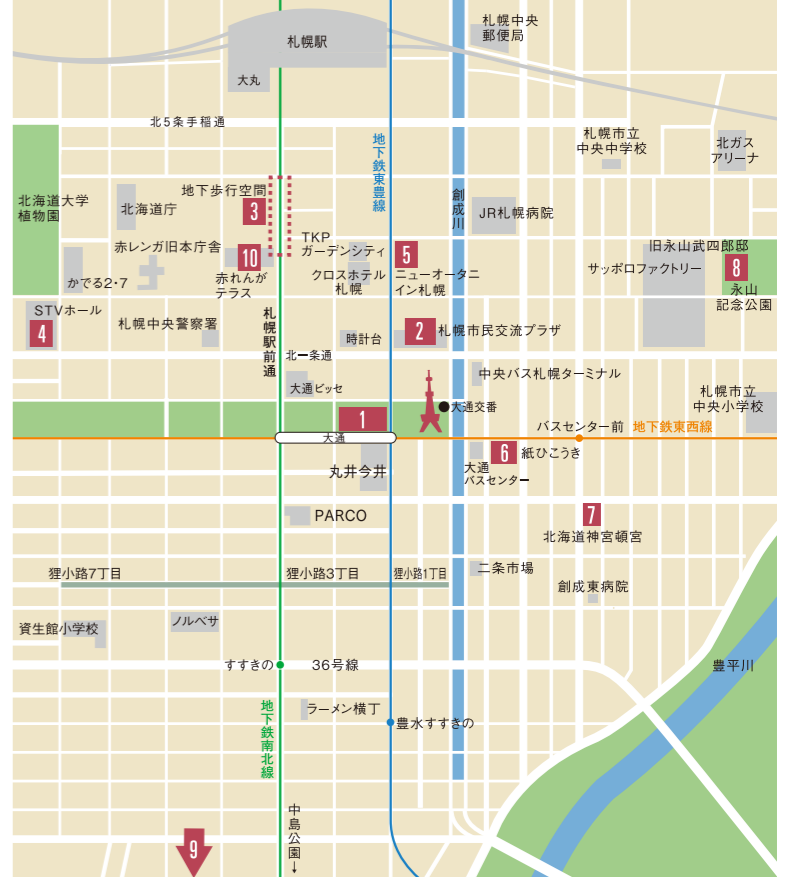 札幌中央
郵便局
札幌駅
大丸
北5条手稲通
地下鉄東豊線
札幌市立
中央中学校
北ガス
アリーナ
北海道大学
植物園
北海道庁
地下歩行空間
3
創成川
JR札幌病院
赤レンガ旧本庁舎
10
赤れんが
テラス
TKP
ガーデンシティ
クロスホテル
札幌
5
ニューオータニ
イン札幌
旧永山武四郎邸
サッポロファクトリー
8
永山
記念公園
かでる2・7
STVホール
4
札幌中央警察署
札幌駅前通
時計台
2
札幌市民交流プラザ
北一条通
大通ビッセ
中央バス札幌ターミナル
札幌市立
中央小学校
1
大通交番
大通
バスセンター前
地下鉄東西線
丸井今井
6
紙ひこうき
大通
バスセンター
PARCO
7
北海道神宮頓宮
狸小路7丁目
狸小路3丁目
狸小路1丁目
二条市場
創成東病院
資生館小学校
ノルベサ
すすきの
36号線
豊平川
地下鉄南北線
ラーメン横丁
豊水すすきの
中島公園→
9